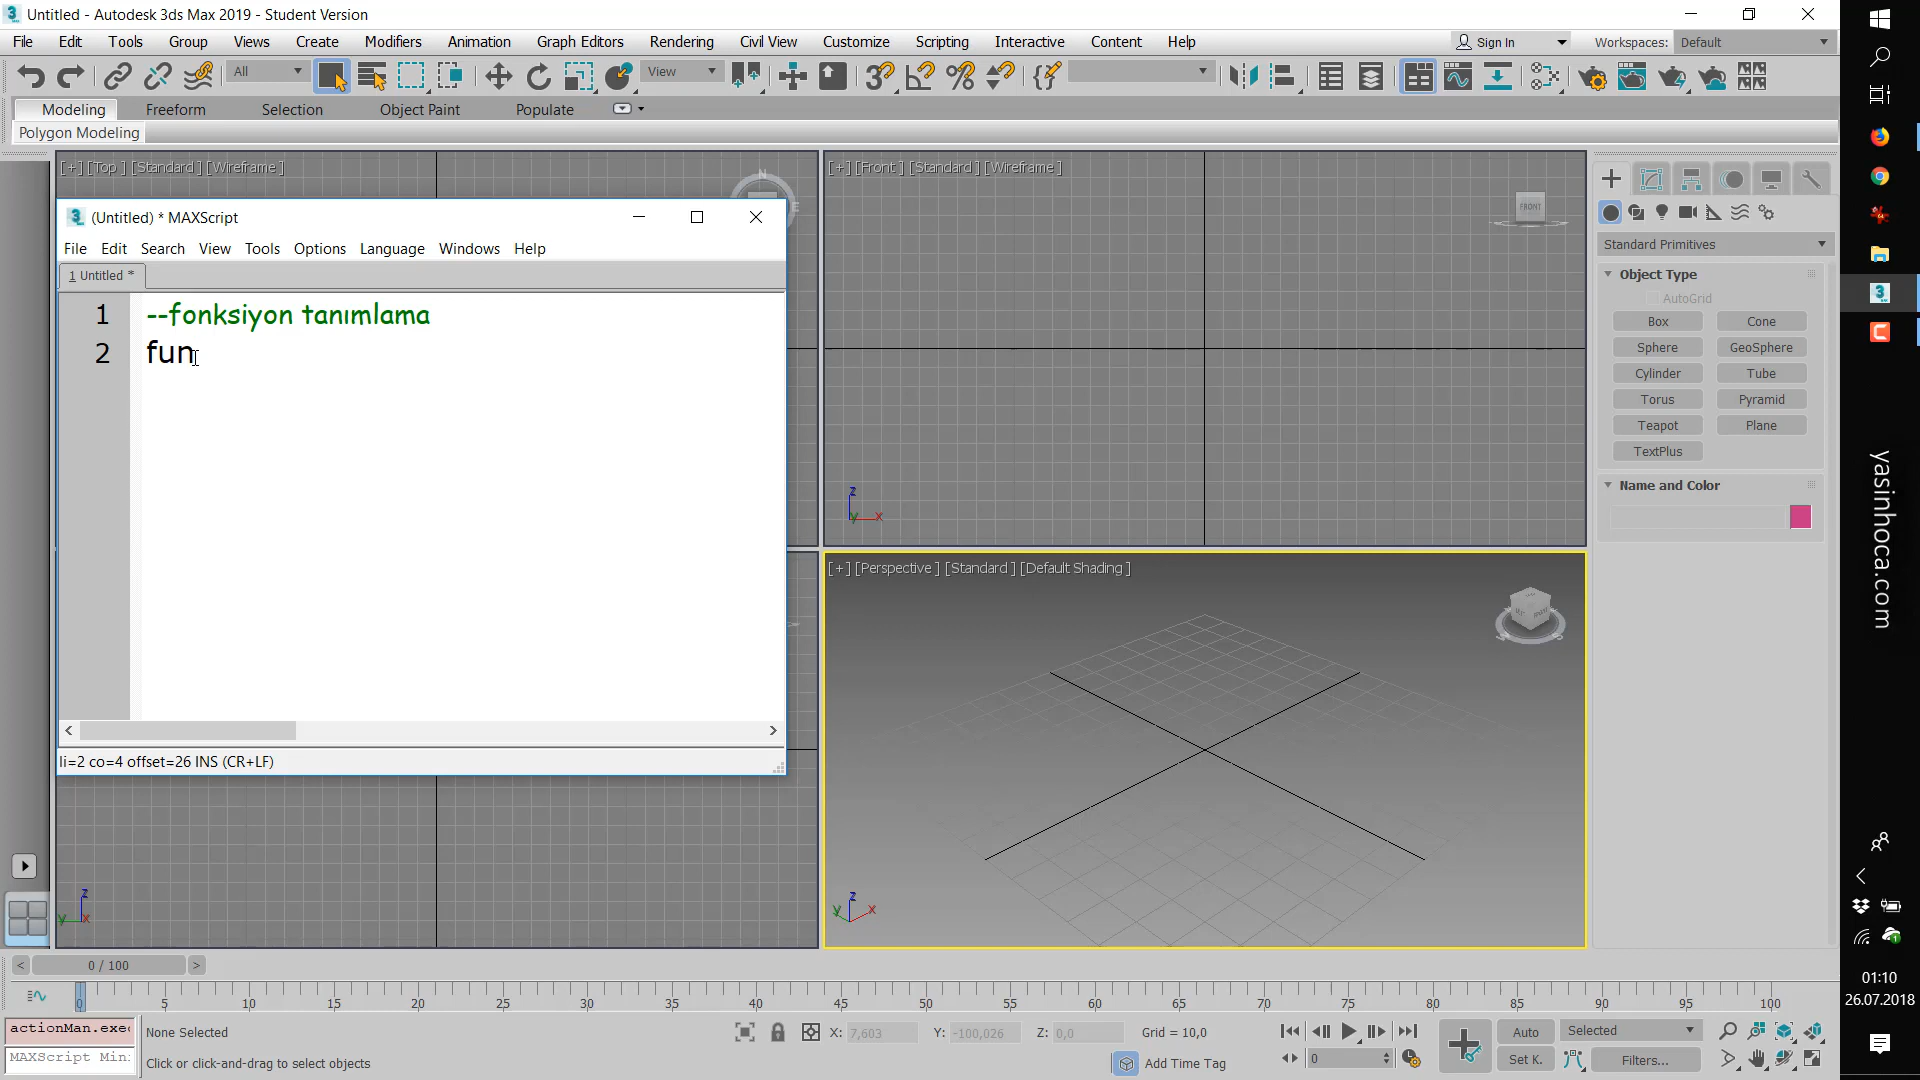 Untitled - Autodesk 3ds Max 2019 - Student Version
File Edit Tools Group Views Create Modifiers Animation Graph Editors Rendering Civil View Customize Scripting Interactive Content Help
Sign In Workspaces: Default
All View
Modeling Freeform Selection Object Paint Populate
Polygon Modeling
[+] [Top ] [Standard ] [Wireframe ]
[+] [Front ] [Standard ] [Wireframe ]
N
E
FRONT
(Untitled) * MAXScript
File Edit Search View Tools Options Language Windows Help
1 Untitled *
1 --fonksiyon tanımlama
2 fun
li=2 co=4 offset=26 INS (CR+LF)
z
y x
z
y x
[+] [Perspective ] [Standard ] [Default Shading ]
z
y x
Standard Primitives
Object Type
AutoGrid
Box Cone
Sphere GeoSphere
Cylinder Tube
Torus Pyramid
Teapot Plane
TextPlus
Name and Color
yasinhoca.com
0 / 100
0 5 10 15 20 25 30 35 40 45 50 55 60 65 70 75 80 85 90 95 100
actionMan.exe
None Selected
X: 7,603 Y: -100,026 Z: 0,0 Grid = 10,0
Auto Selected
MAXScript Min
Click or click-and-drag to select objects
Add Time Tag
0
Set K. Filters...
01:10
26.07.2018